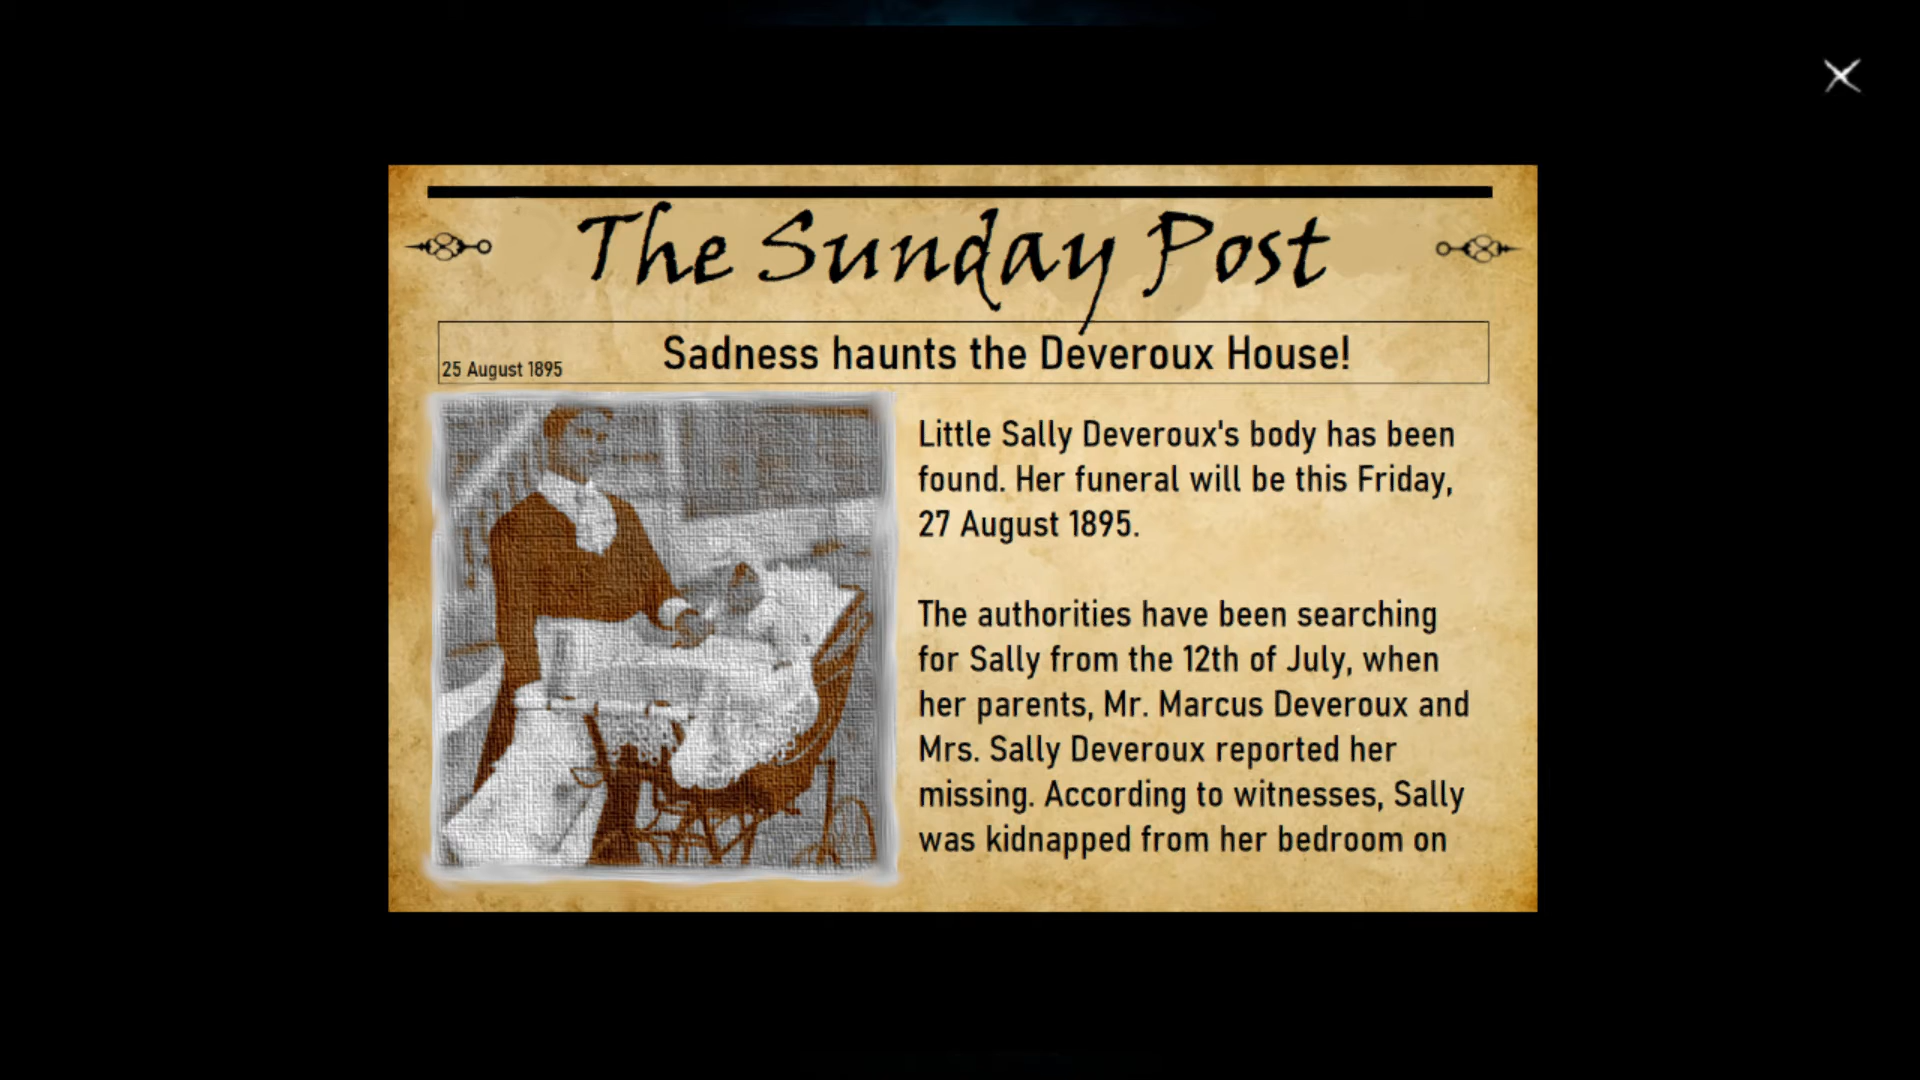 The Sunday Post
Sadness haunts the Deveroux House!
25 August 1895
Little Sally Deveroux's body has been
found. Her funeral will be this Friday,
27 August 1895.
The authorities have been searching
for Sally from the 12th of July, when
her parents, Mr. Marcus Deveroux and
Mrs. Sally Deveroux reported her
missing. According to witnesses, Sally
was kidnapped from her bedroom on